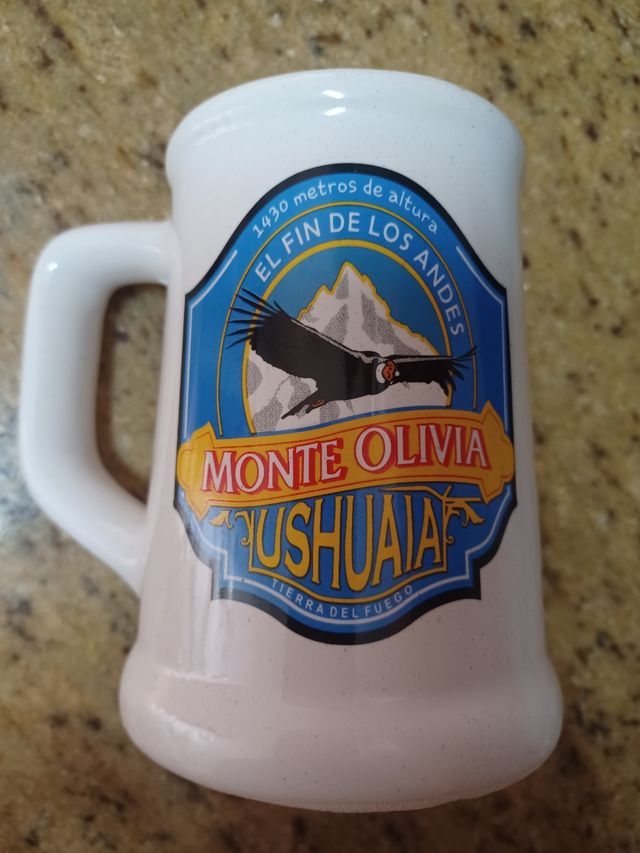 1430 metros de altura
EL FIN DE LOS ANDES
MONTE OLIVIA
USHUAIA
TIERRA DEL FUEGO